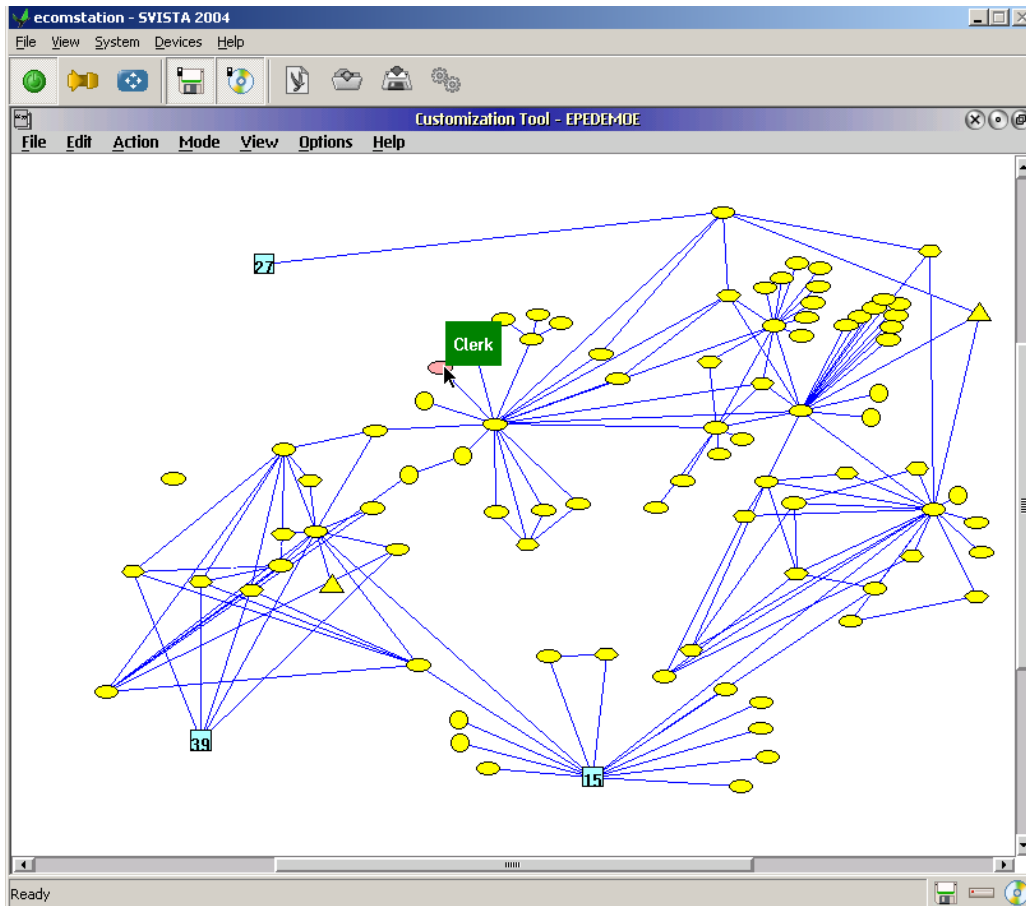 ecomstation - SVISTA 2004
File View System Devices Help
Customization Tool - EPEDEMOE
File Edit Action Mode View Options Help
27
Clerk
39
15
Ready